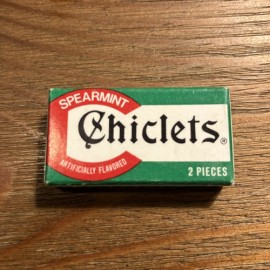 SPEARMINT
Chiclets®
ARTIFICIALLY FLAVORED
2 PIECES